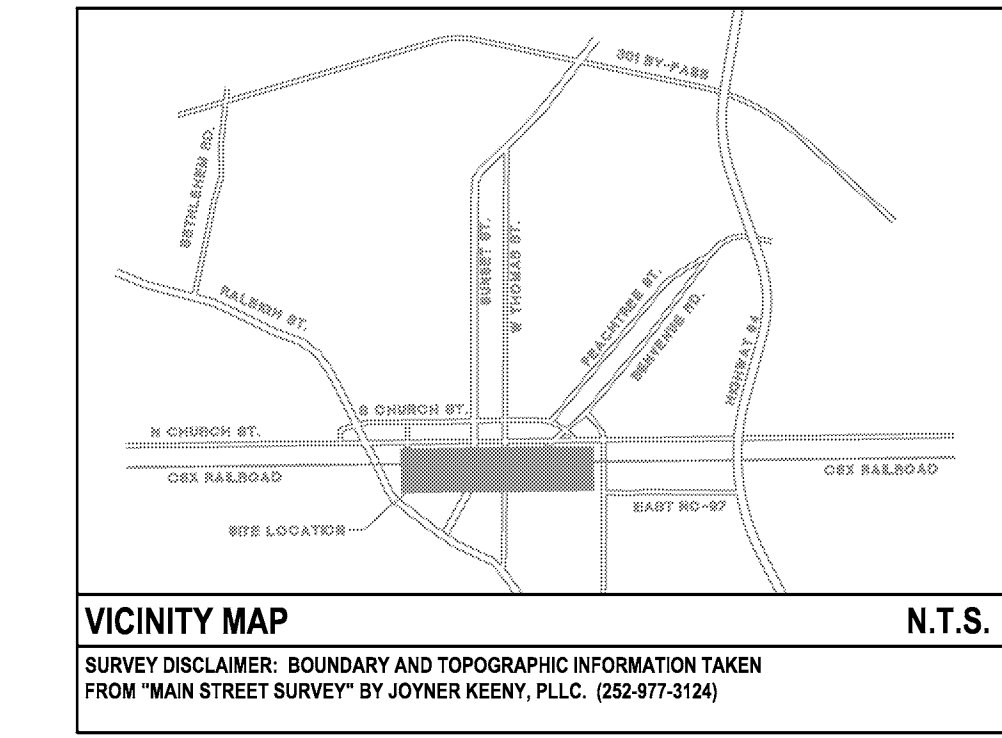 301 BY-PASS
BETHLEHEM RD.
SUNSET ST.
W THOMAS ST.
RALEIGH ST.
PEACHTREE ST.
BENVENUE RD.
HIGHWAY 64
S CHURCH ST.
N CHURCH ST.
CSX RAILROAD
CSX RAILROAD
EAST NC-97
SITE LOCATION
VICINITY MAP N.T.S.
SURVEY DISCLAIMER: BOUNDARY AND TOPOGRAPHIC INFORMATION TAKEN
FROM "MAIN STREET SURVEY" BY JOYNER KEENY, PLLC. (252-977-3124)